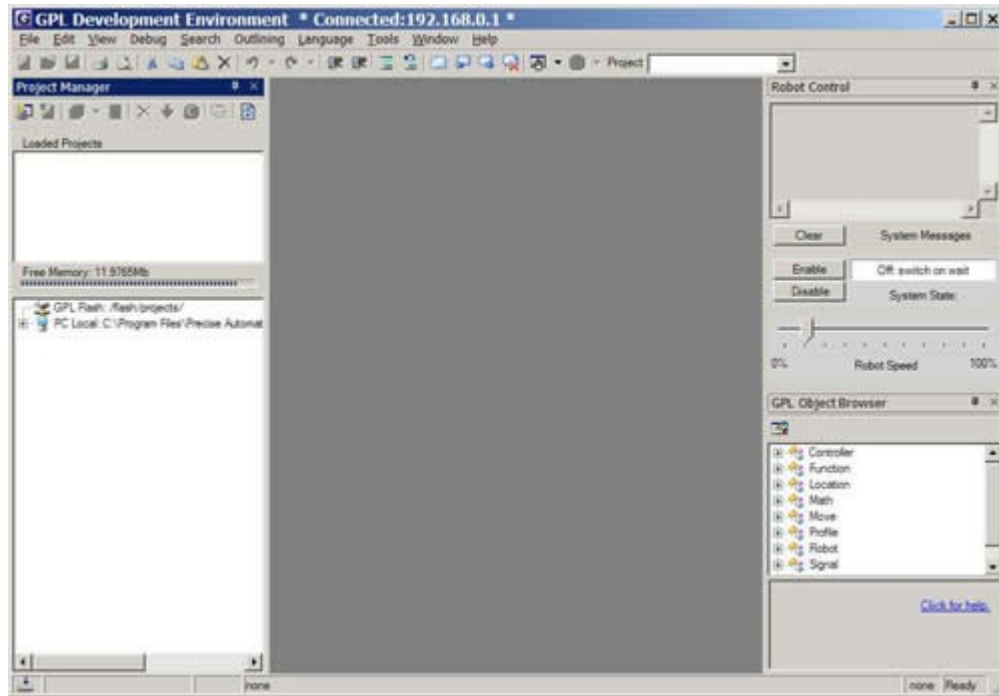 GPL Development Environment * Connected:192.168.0.1 *
File Edit View Debug Search Outlining Language Tools Window Help
Project
Project Manager
Loaded Projects
Free Memory: 11.9765Mb
GPL Flash: /flash/projects/
PC Local: C:\Program Files\Precise Automat
Robot Control
Clear System Messages
Enable Off: switch on wait
Disable System State:
0% Robot Speed 100%
GPL Object Browser
Controller
Function
Location
Math
Move
Profile
Robot
Signal
Click for help.
none none Ready